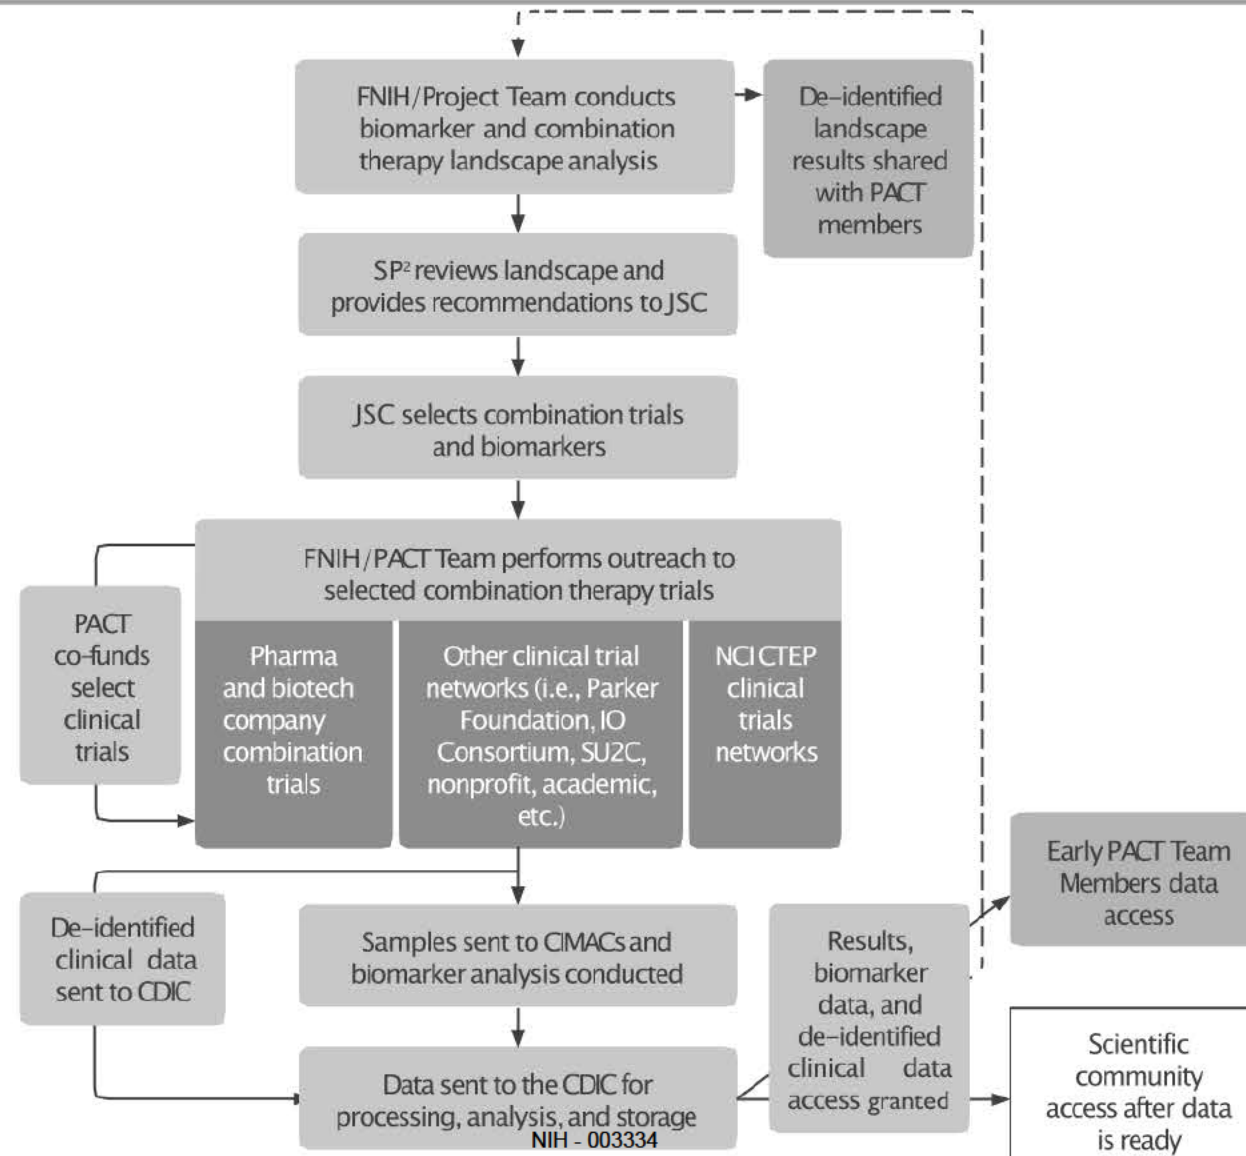 FNIH/Project Team conducts
biomarker and combination
therapy landscape analysis
De-identified
landscape
results shared
with PACT
members
SP² reviews landscape and
provides recommendations to JSC
JSC selects combination trials
and biomarkers
FNIH/PACT Team performs outreach to
selected combination therapy trials
PACT
co-funds
select
clinical
trials
Pharma
and biotech
company
combination
trials
Other clinical trial
networks (i.e., Parker
Foundation, IO
Consortium, SU2C,
nonprofit, academic,
etc.)
NCI CTEP
clinical
trials
networks
De-identified
clinical data
sent to CDIC
Samples sent to CIMACs and
biomarker analysis conducted
Data sent to the CDIC for
processing, analysis, and storage
Results,
biomarker
data, and
de-identified
clinical data
access granted
Early PACT Team
Members data
access
Scientific
community
access after data
is ready
NIH - 003334